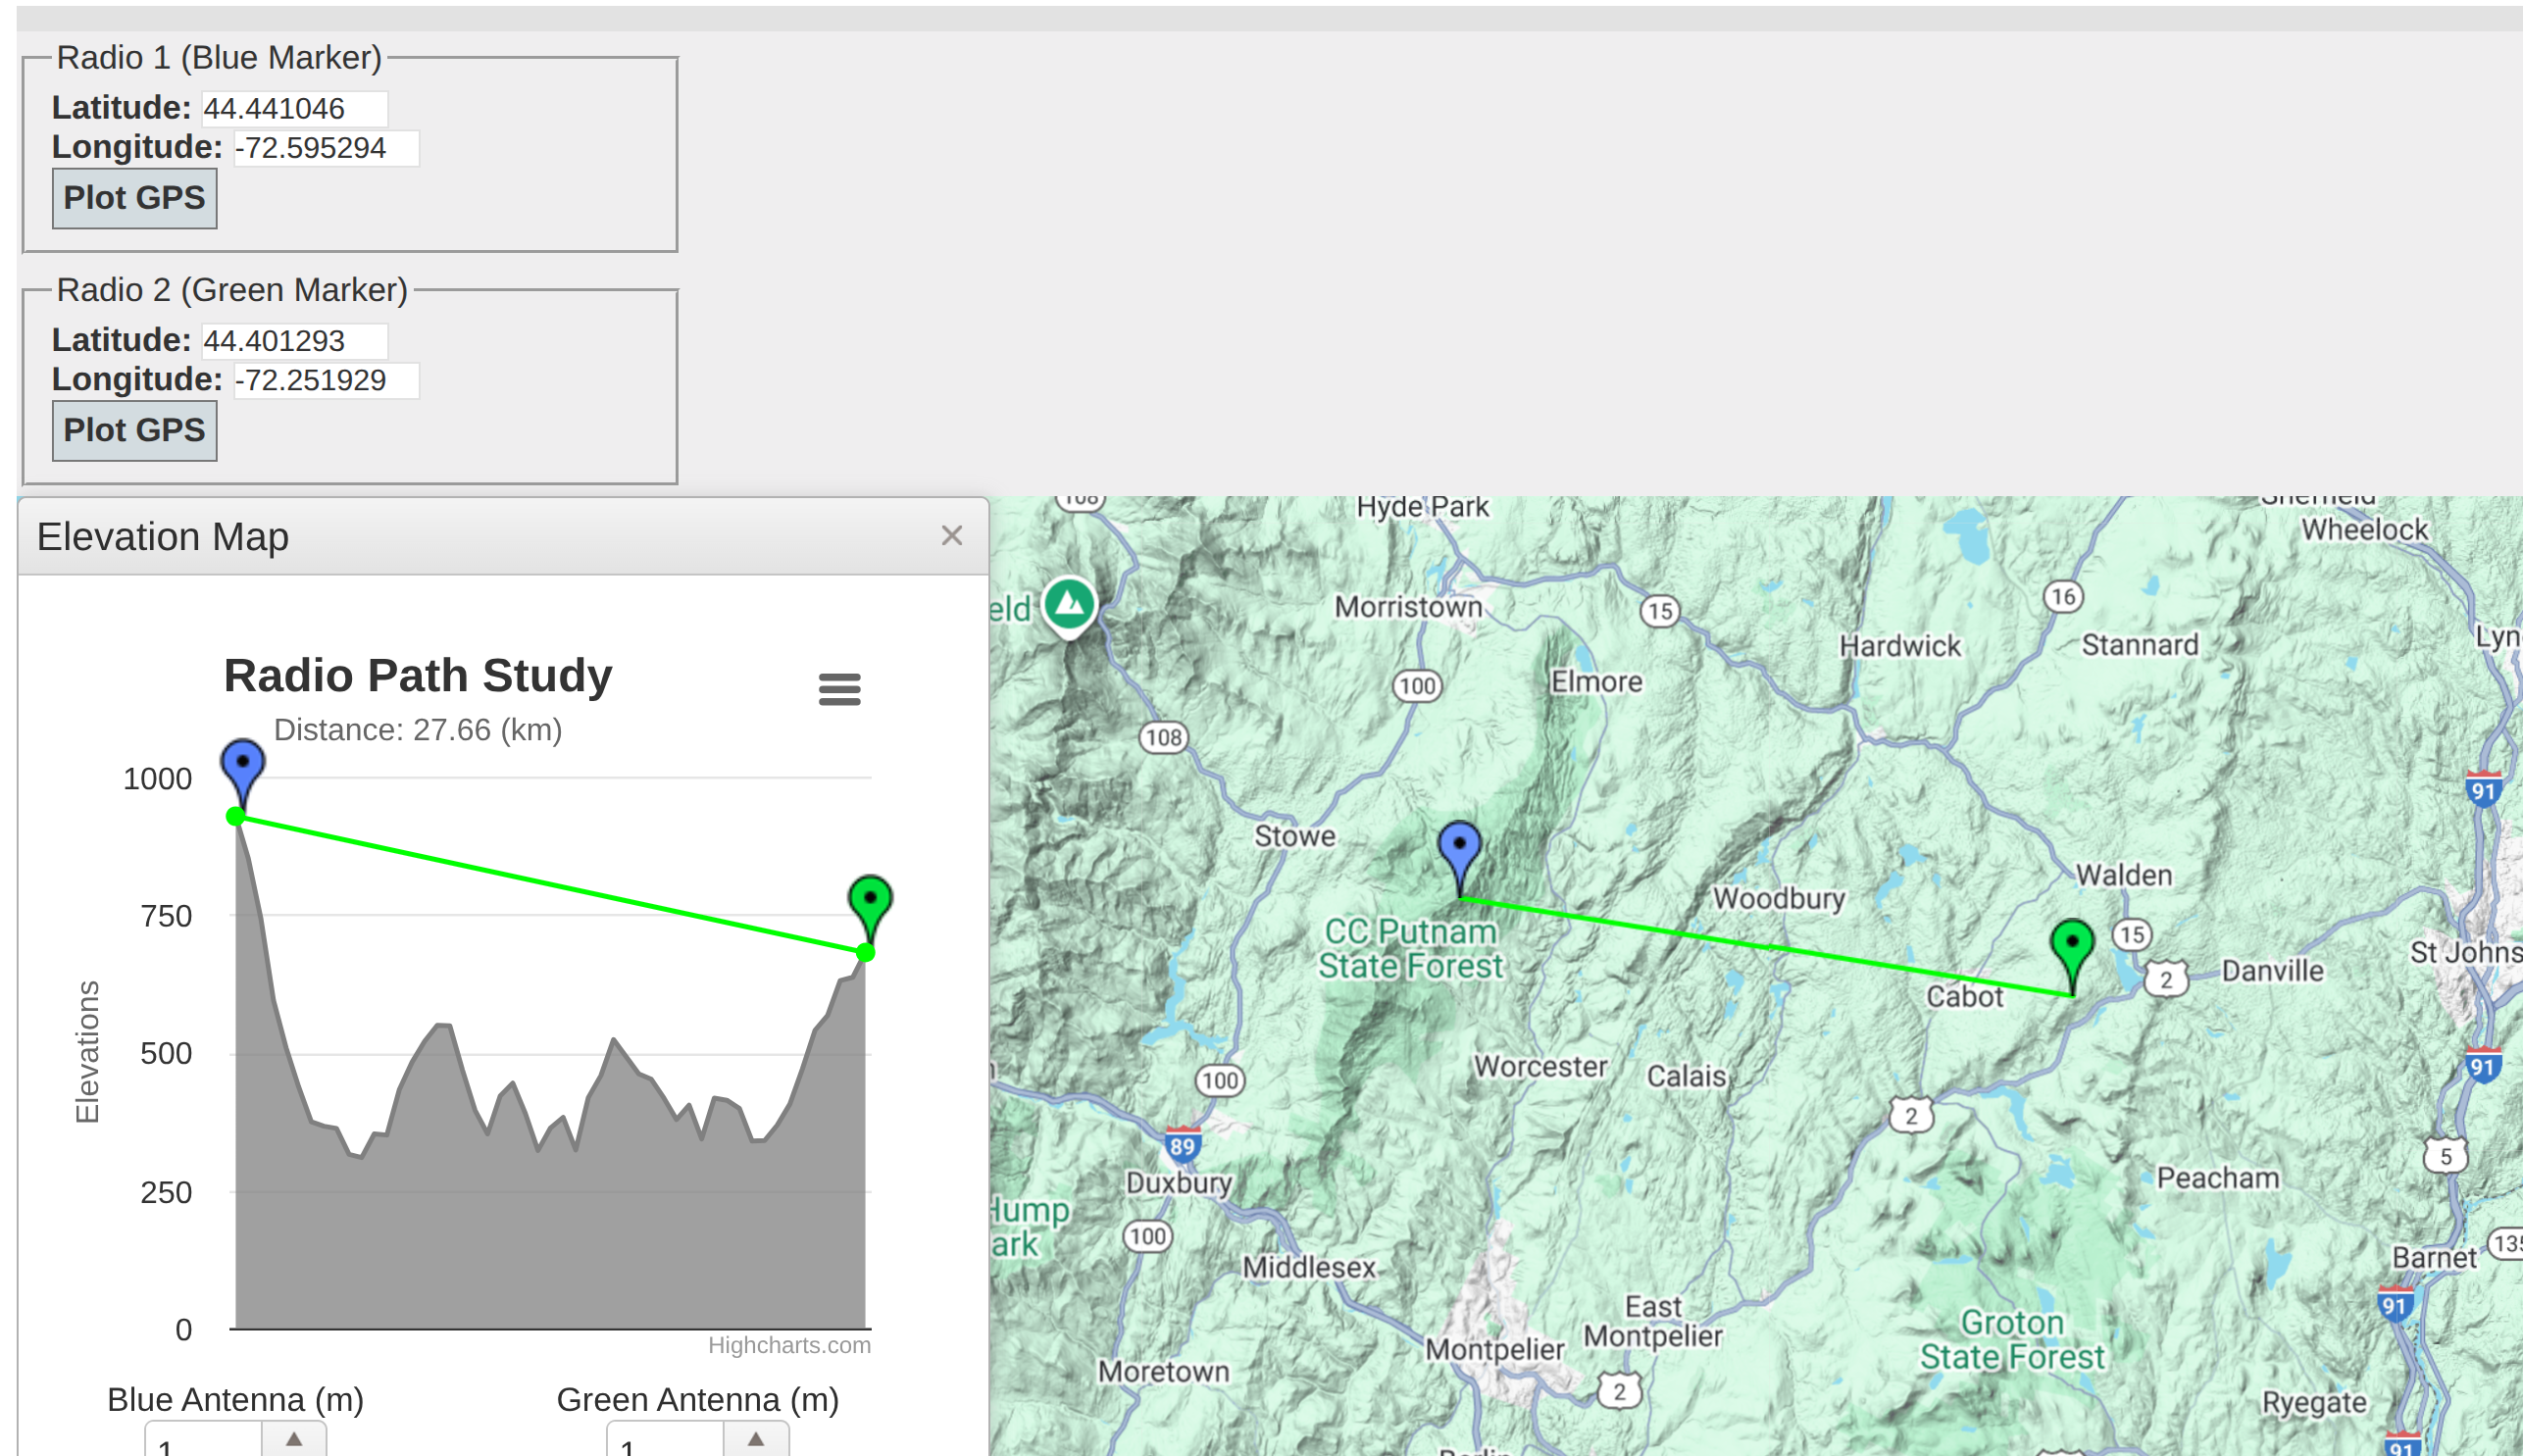 Radio 1 (Blue Marker)
Latitude: 44.441046
Longitude: -72.595294
Plot GPS
Radio 2 (Green Marker)
Latitude: 44.401293
Longitude: -72.251929
Plot GPS
Elevation Map
×
Radio Path Study
Distance: 27.66 (km)
1000
750
500
250
0
Elevations
Highcharts.com
Blue Antenna (m)
Green Antenna (m)
1
1
108
Hyde Park
Sheffield
Wheelock
eld
Morristown
15
16
Hardwick
Stannard
Lyn
100
Elmore
108
91
Stowe
Woodbury
Walden
CC Putnam
State Forest
15
St Johns
2
Danville
Cabot
Worcester
Calais
100
91
2
89
5
Duxbury
Peacham
Hump
ark
100
135
Middlesex
Barnet
91
East
Montpelier
Groton
State Forest
Montpelier
Moretown
2
Ryegate
Berlin
91